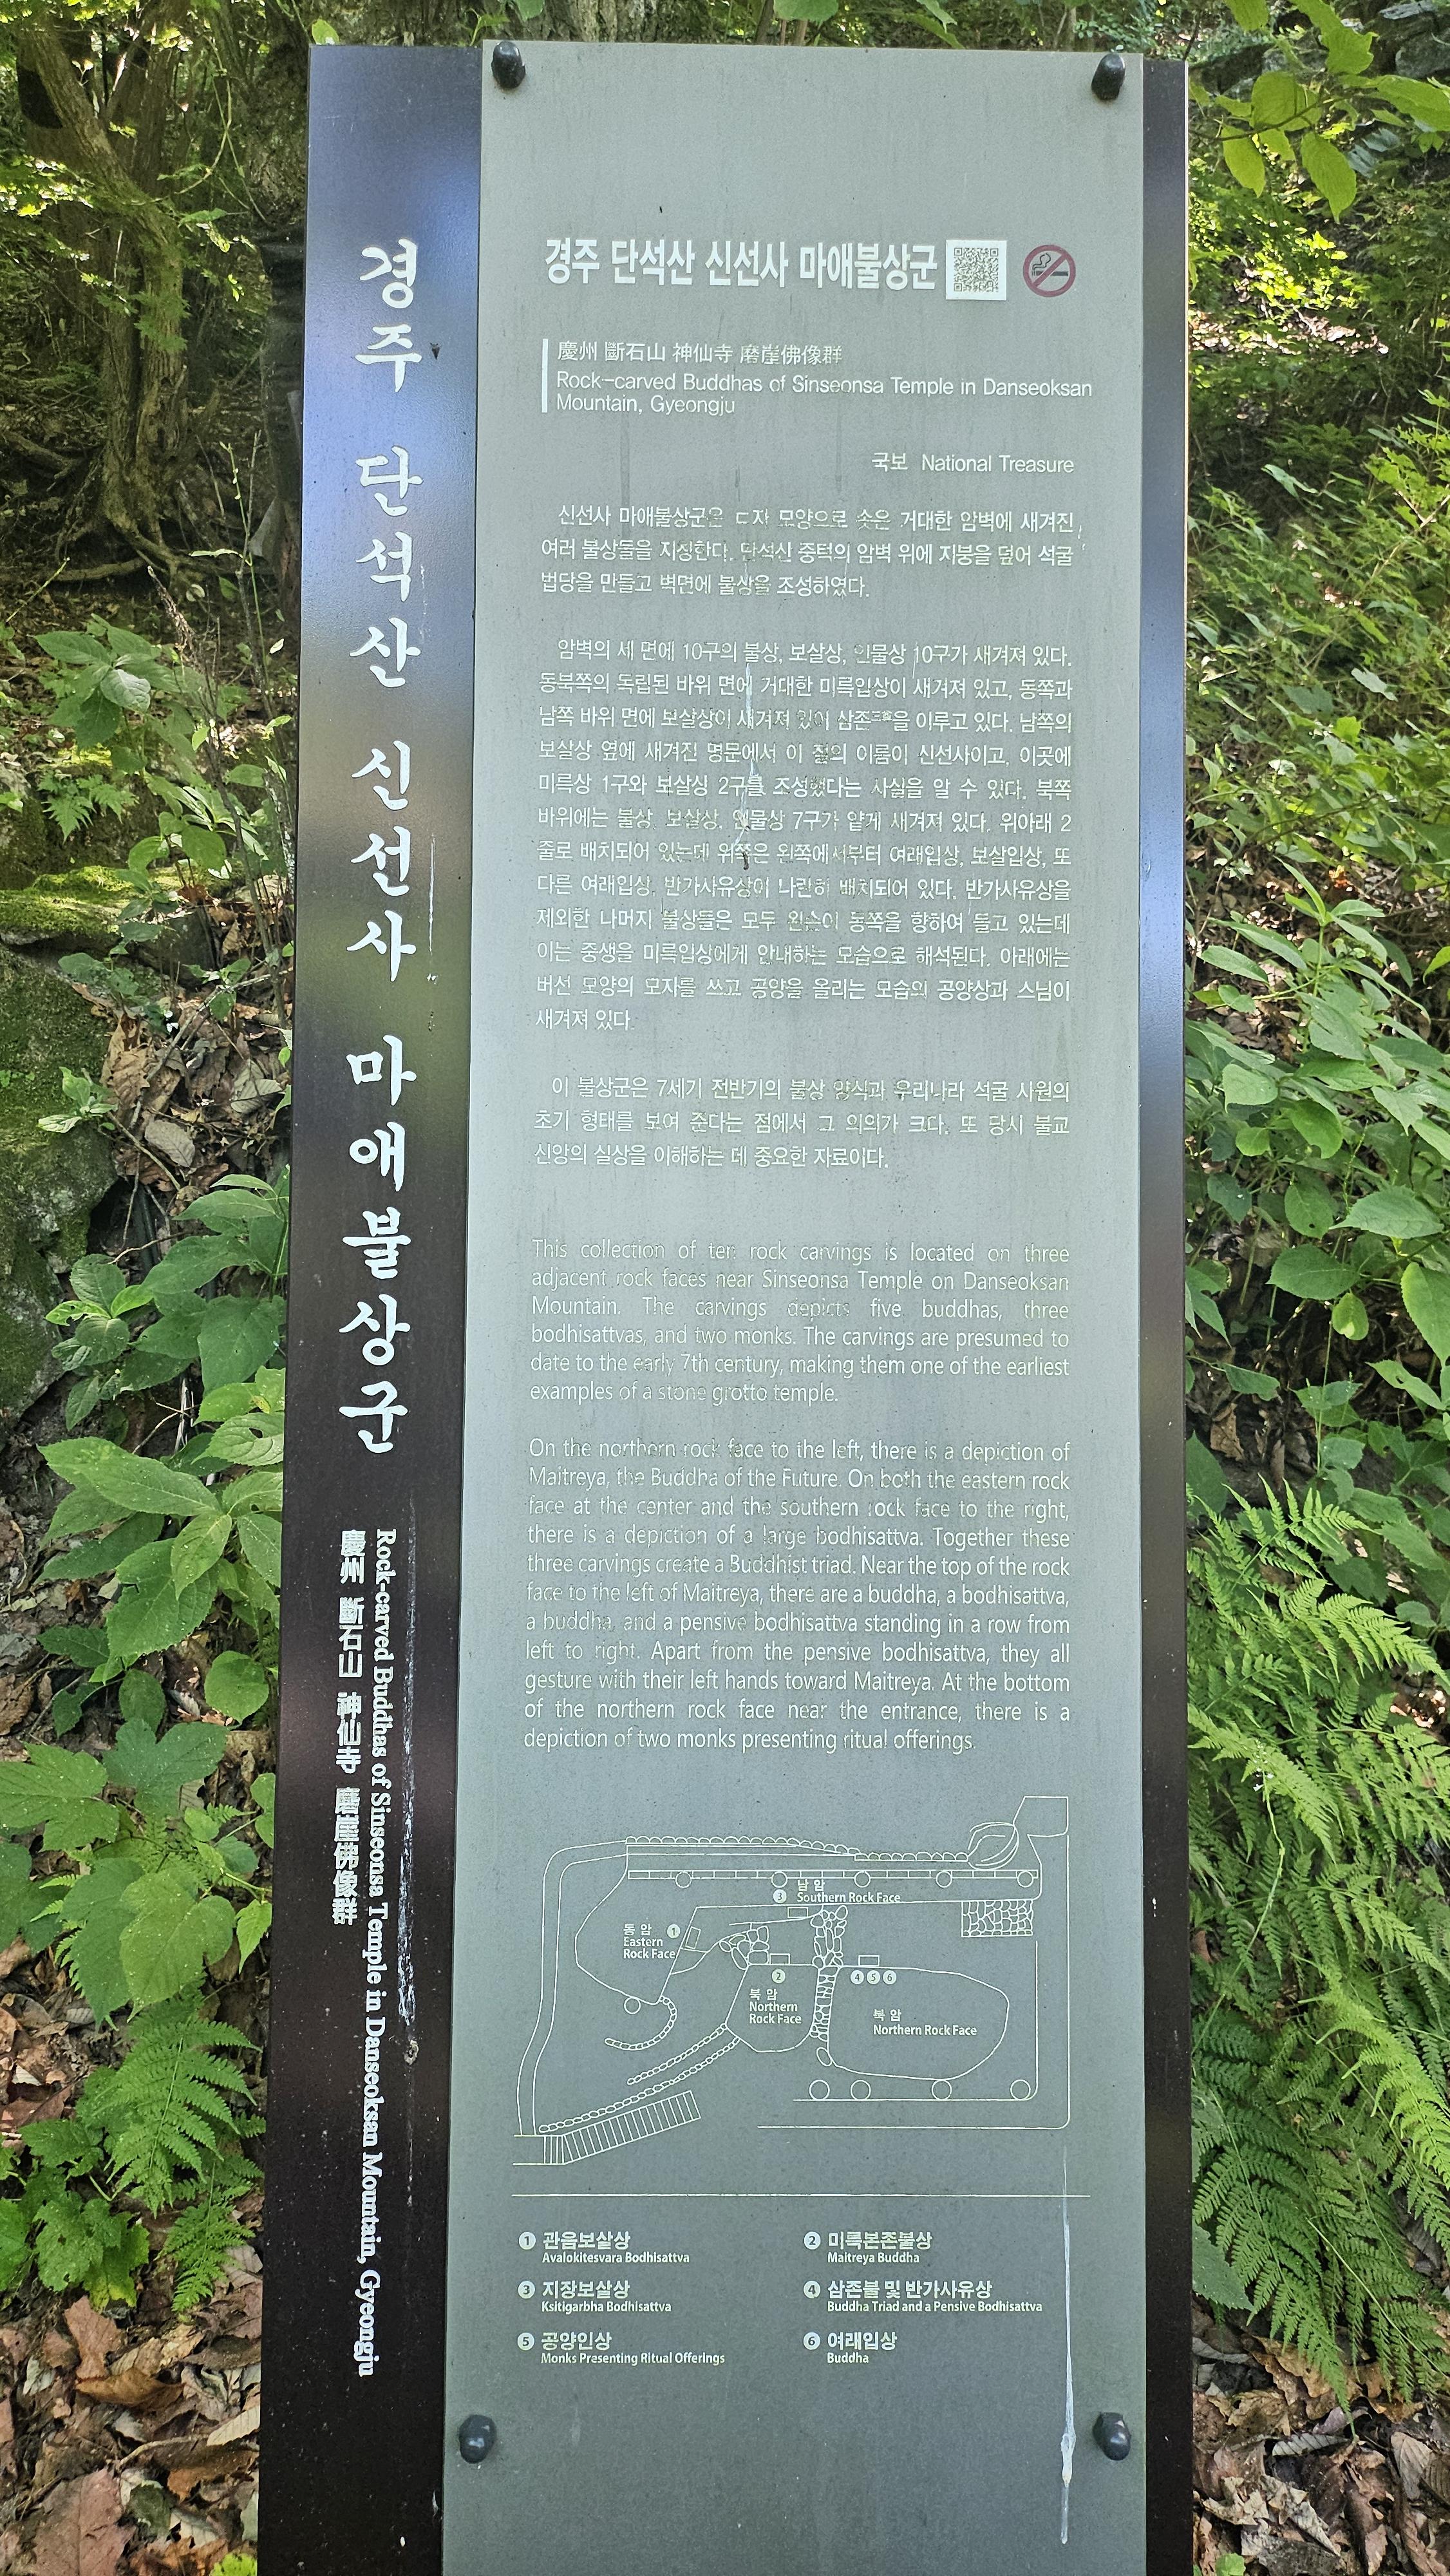 경주 단석산 신선사 마애불상군
慶州 斷石山 神仙寺 磨崖佛像群
Rock-carved Buddhas of Sinseonsa Temple in Danseoksan Mountain, Gyeongju
경주 단석산 신선사 마애불상군
慶州 斷石山 神仙寺 磨崖佛像群
Rock-carved Buddhas of Sinseonsa Temple in Danseoksan
Mountain, Gyeongju
국보 National Treasure
신선사 마애불상군은 ㄷ자 모양으로 솟은 거대한 암벽에 새겨진
여러 불상들을 지칭한다. 단석산 중턱의 암벽 위에 지붕을 덮어 석굴
법당을 만들고 벽면에 불상을 조성하였다.
암벽의 세 면에 10구의 불상, 보살상, 인물상 10구가 새겨져 있다.
동북쪽의 독립된 바위 면에 거대한 미륵입상이 새겨져 있고, 동쪽과
남쪽 바위 면에 보살상이 새겨져 있어 삼존을 이루고 있다. 남쪽의
보살상 옆에 새겨진 명문에서 이 절의 이름이 신선사이고, 이곳에
미륵상 1구와 보살상 2구를 조성했다는 사실을 알 수 있다. 북쪽
바위에는 불상, 보살상, 인물상 7구가 얕게 새겨져 있다. 위아래 2
줄로 배치되어 있는데 위쪽은 왼쪽에서부터 여래입상, 보살입상, 또
다른 여래입상, 반가사유상이 나란히 배치되어 있다. 반가사유상을
제외한 나머지 불상들은 모두 왼손이 동쪽을 향하여 들고 있는데
이는 중생을 미륵입상에게 안내하는 모습으로 해석된다. 아래에는
버선 모양의 모자를 쓰고 공양을 올리는 모습의 공양상과 스님이
새겨져 있다.
이 불상군은 7세기 전반기의 불상 양식과 우리나라 석굴 사원의
초기 형태를 보여 준다는 점에서 그 의의가 크다. 또 당시 불교
신앙의 실상을 이해하는 데 중요한 자료이다.
This collection of ten rock carvings is located on three
adjacent rock faces near Sinseonsa Temple on Danseoksan
Mountain. The carvings depicts five buddhas, three
bodhisattvas, and two monks. The carvings are presumed to
date to the early 7th century, making them one of the earliest
examples of a stone grotto temple.
On the northern rock face to the left, there is a depiction of
Maitreya, the Buddha of the Future. On both the eastern rock
face at the center and the southern rock face to the right,
there is a depiction of a large bodhisattva. Together these
three carvings create a Buddhist triad. Near the top of the rock
face to the left of Maitreya, there are a buddha, a bodhisattva,
a buddha, and a pensive bodhisattva standing in a row from
left to right. Apart from the pensive bodhisattva, they all
gesture with their left hands toward Maitreya. At the bottom
of the northern rock face near the entrance, there is a
depiction of two monks presenting ritual offerings.
남 암
③ Southern Rock Face
동 암 ①
Eastern
Rock Face
②
북 암
Northern
Rock Face
④ ⑤ ⑥
북 암
Northern Rock Face
❶ 관음보살상
Avalokitesvara Bodhisattva
❷ 미륵본존불상
Maitreya Buddha
❸ 지장보살상
Ksitigarbha Bodhisattva
❹ 삼존불 및 반가사유상
Buddha Triad and a Pensive Bodhisattva
❺ 공양인상
Monks Presenting Ritual Offerings
❻ 여래입상
Buddha